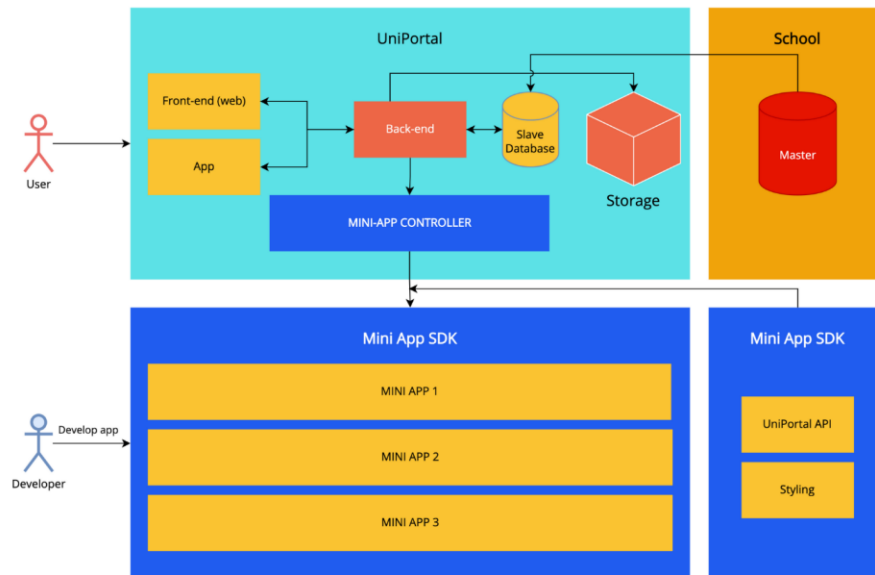 UniPortal
School
Front-end (web)
Back-end
Slave
Database
Master
App
User
Storage
MINI-APP CONTROLLER
Mini App SDK
Mini App SDK
MINI APP 1
UniPortal API
Develop app
MINI APP 2
Developer
Styling
MINI APP 3